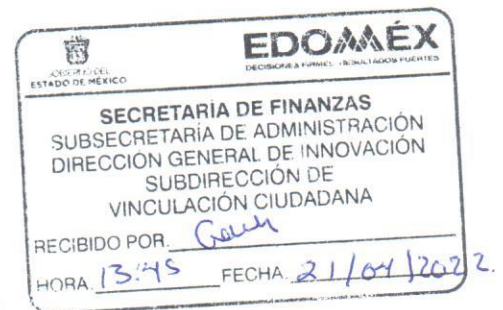 GOBIERNO DEL
ESTADO DE MÉXICO
EDOMÉX
DECISIONES FIRMES, RESULTADOS FUERTES
SECRETARÍA DE FINANZAS
SUBSECRETARÍA DE ADMINISTRACIÓN
DIRECCIÓN GENERAL DE INNOVACIÓN
SUBDIRECCIÓN DE
VINCULACIÓN CIUDADANA
RECIBIDO POR.
HORA. 13:45 FECHA. 21/04/2022.